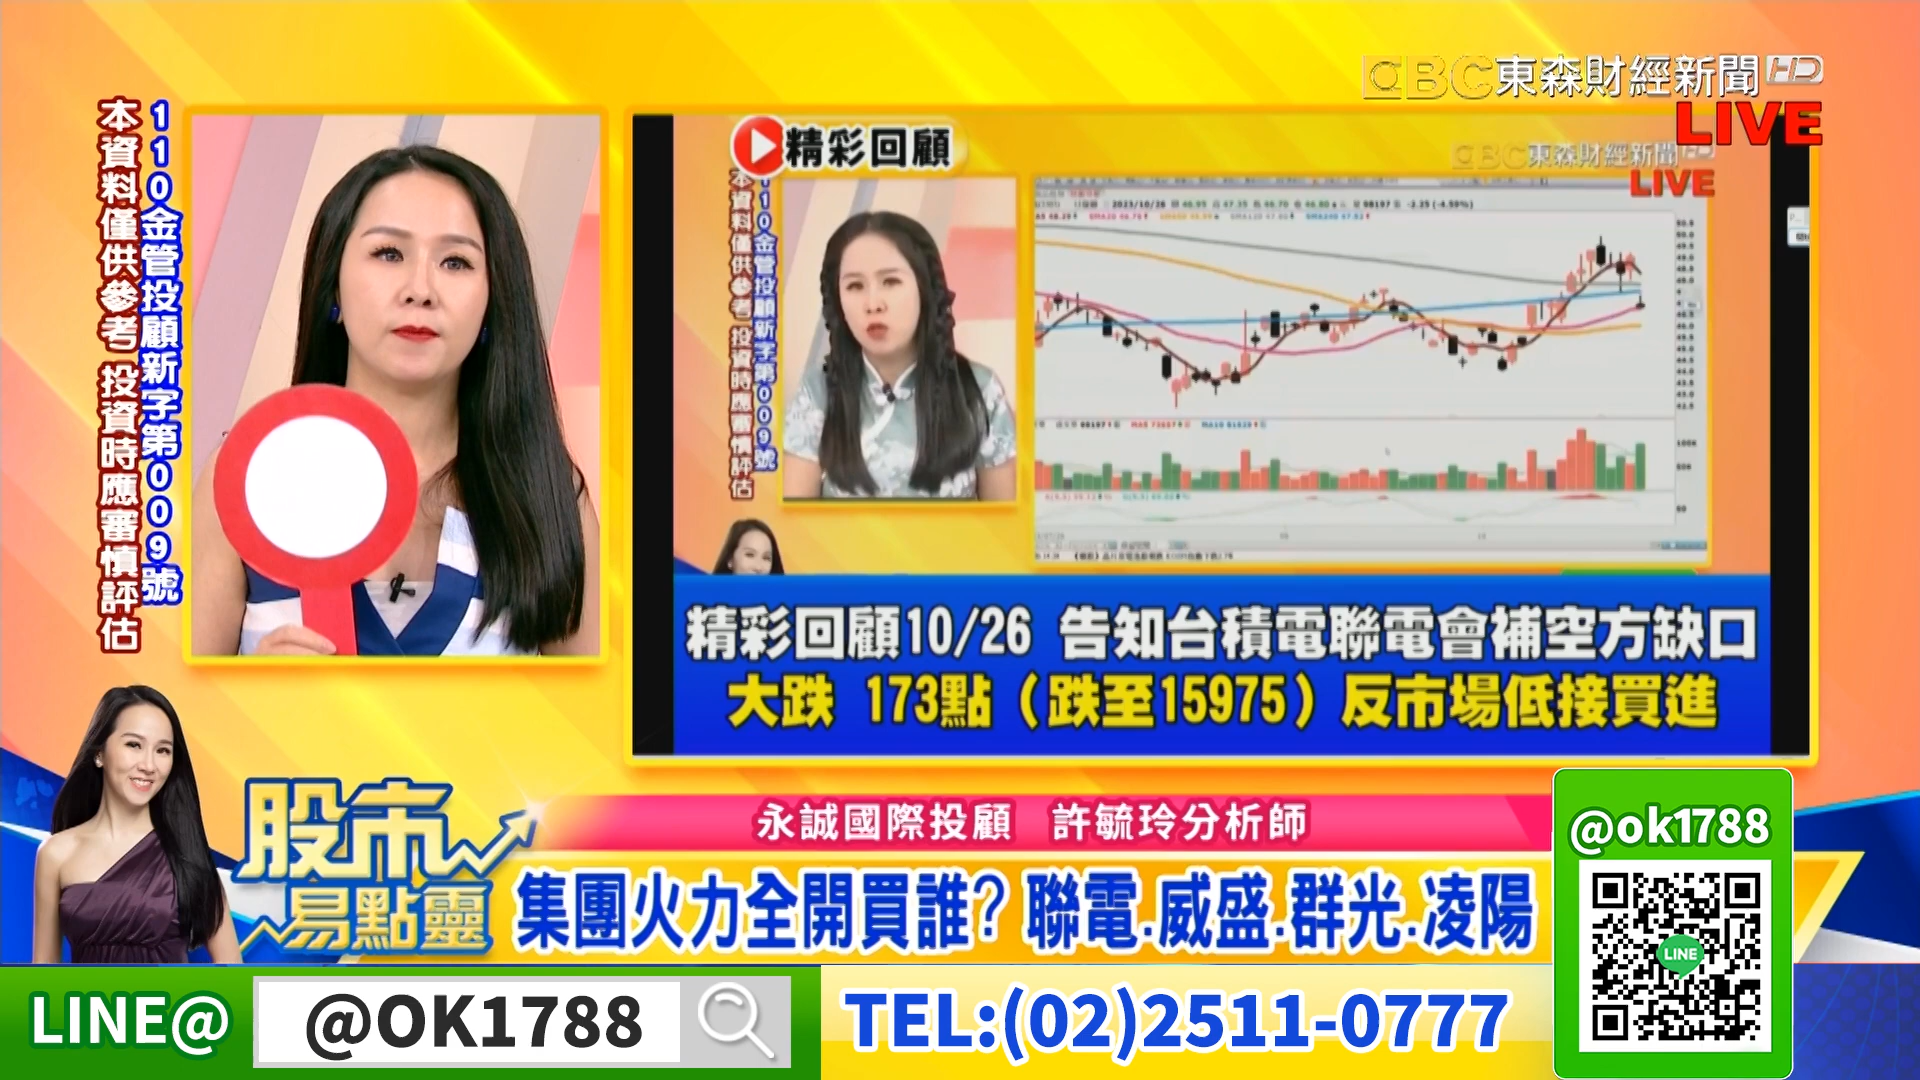 EBC東森財經新聞HD
LIVE
110金管投顧新字第009號
本資料僅供參考 投資時應審慎評估
精彩回顧
EBC東森財經新聞HD
LIVE
110金管投顧新字第009號
本資料僅供參考 投資時應審慎評估
2023/10/26
精彩回顧10/26 告知台積電聯電會補空方缺口
大跌 173點（跌至15975）反市場低接買進
股市
易點靈
永誠國際投顧 許毓玲分析師
集團火力全開買誰? 聯電.威盛.群光.凌陽
@ok1788
LINE
LINE@ @OK1788
TEL:(02)2511-0777